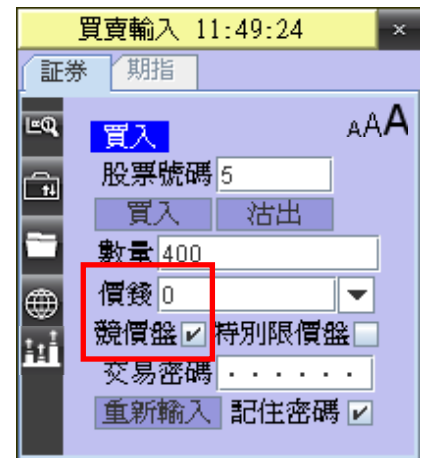 買賣輸入 11:49:24 ×
証券 期指
買入 AAA
股票號碼 5
買入 沽出
數量 400
價錢 0
競價盤 特別限價盤
交易密碼 · · · · · ·
重新輸入 記住密碼